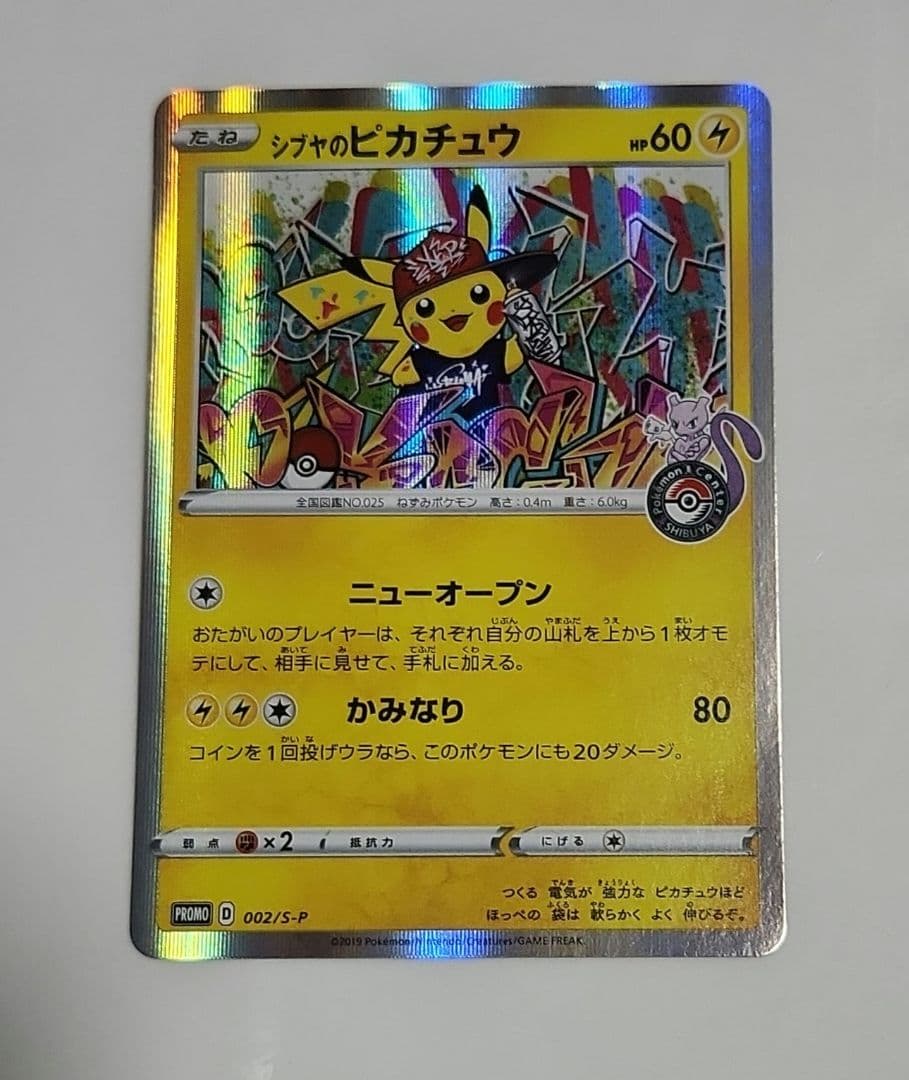 たね
シブヤのピカチュウ
HP60
Pokémon Center
SHIBUYA
全国図鑑NO.025 ねずみポケモン 高さ:0.4m 重さ:6.0kg
ニューオープン
おたがいのプレイヤーは、それぞれ自分の山札を上から1枚オモ
テにして、相手に見せて、手札に加える。
かみなり 80
コインを1回投げウラなら、このポケモンにも20ダメージ。
弱点 ×2 抵抗力 にげる
つくる 電気が 強力な ピカチュウほど
ほっぺの 袋は 軟らかく よく 伸びるぞ。
PROMO D 002/S-P
©2019 Pokémon/Nintendo/Creatures/GAME FREAK.